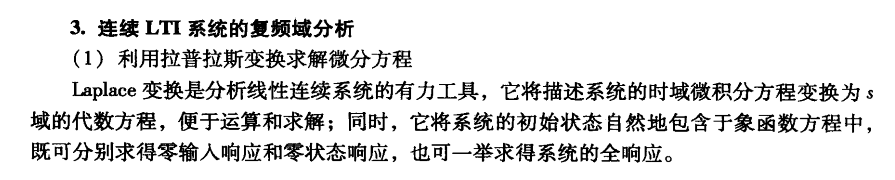 3. 连续 LTI 系统的复频域分析
（1）利用拉普拉斯变换求解微分方程
Laplace 变换是分析线性连续系统的有力工具，它将描述系统的时域微积分方程变换为 s
域的代数方程，便于运算和求解；同时，它将系统的初始状态自然地包含于象函数方程中，
既可分别求得零输入响应和零状态响应，也可一举求得系统的全响应。